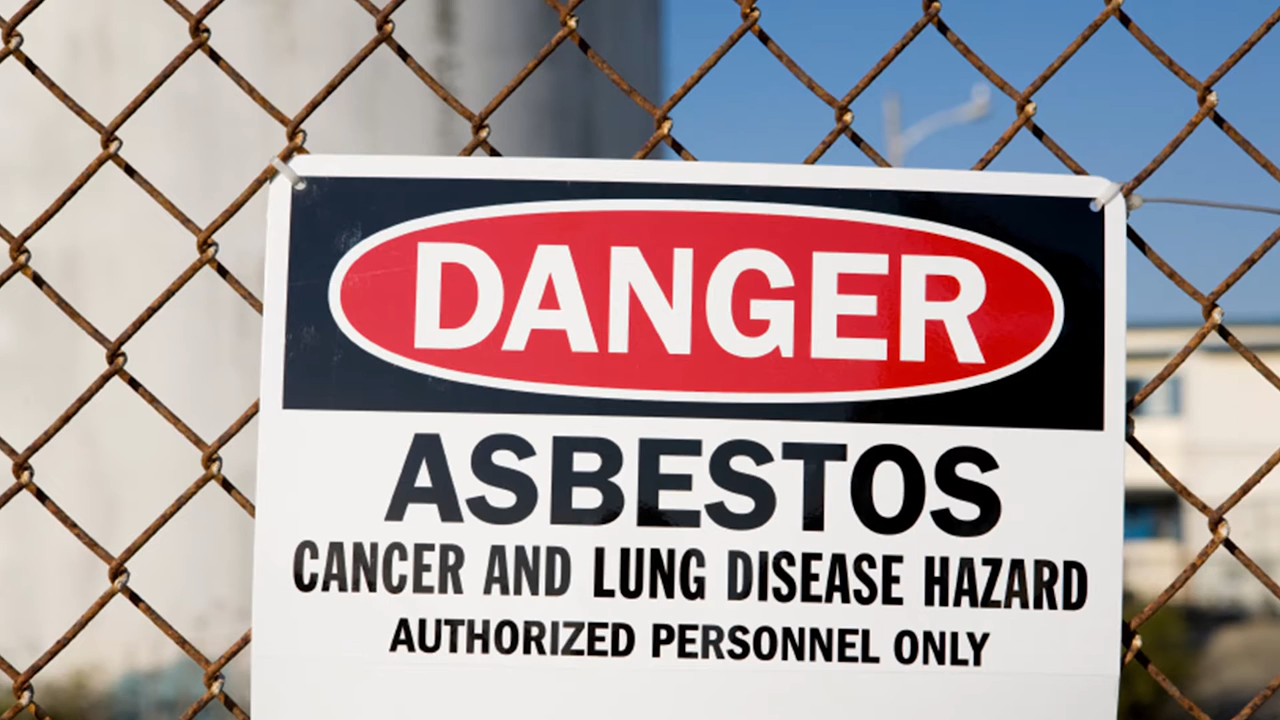 DANGER
ASBESTOS
CANCER AND LUNG DISEASE HAZARD
AUTHORIZED PERSONNEL ONLY